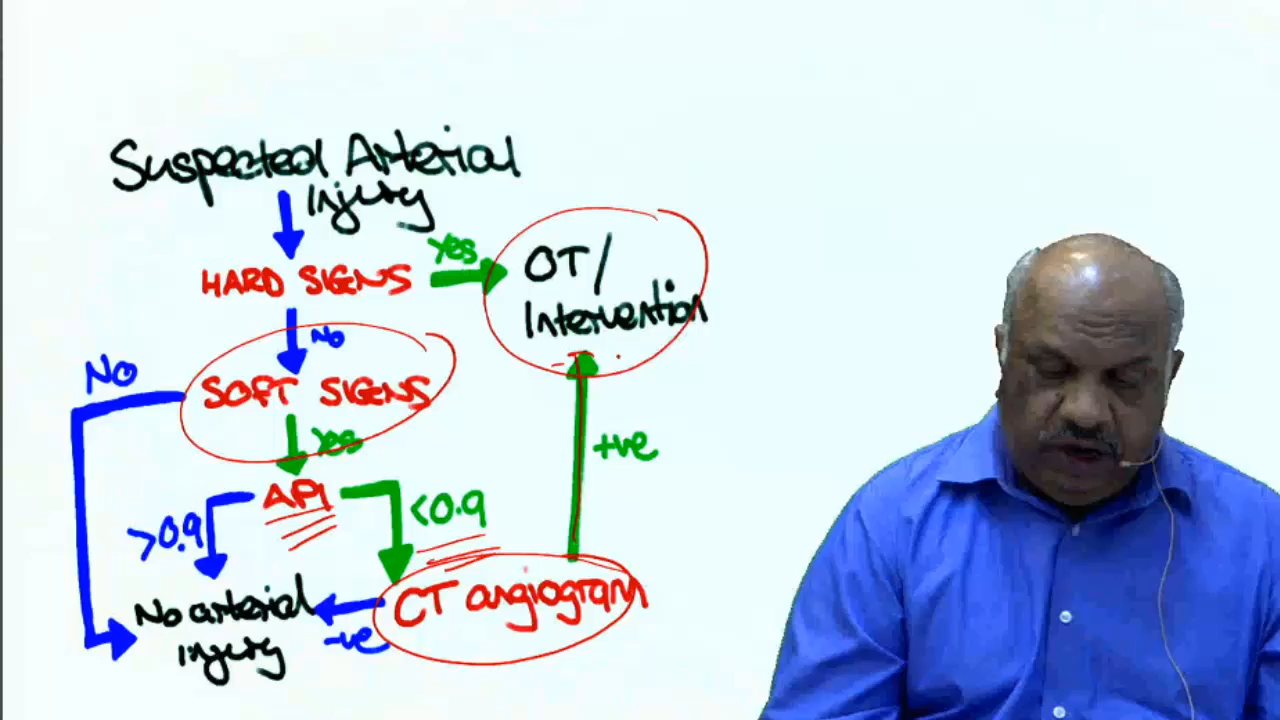 Suspected Arterial
Injury
HARD SIGNS
Yes
OT/
Intervention
No
SOFT SIGNS
No
Yes
API
>0.9
<0.9
+ve
CT angiogram
-ve
No arterial
injury